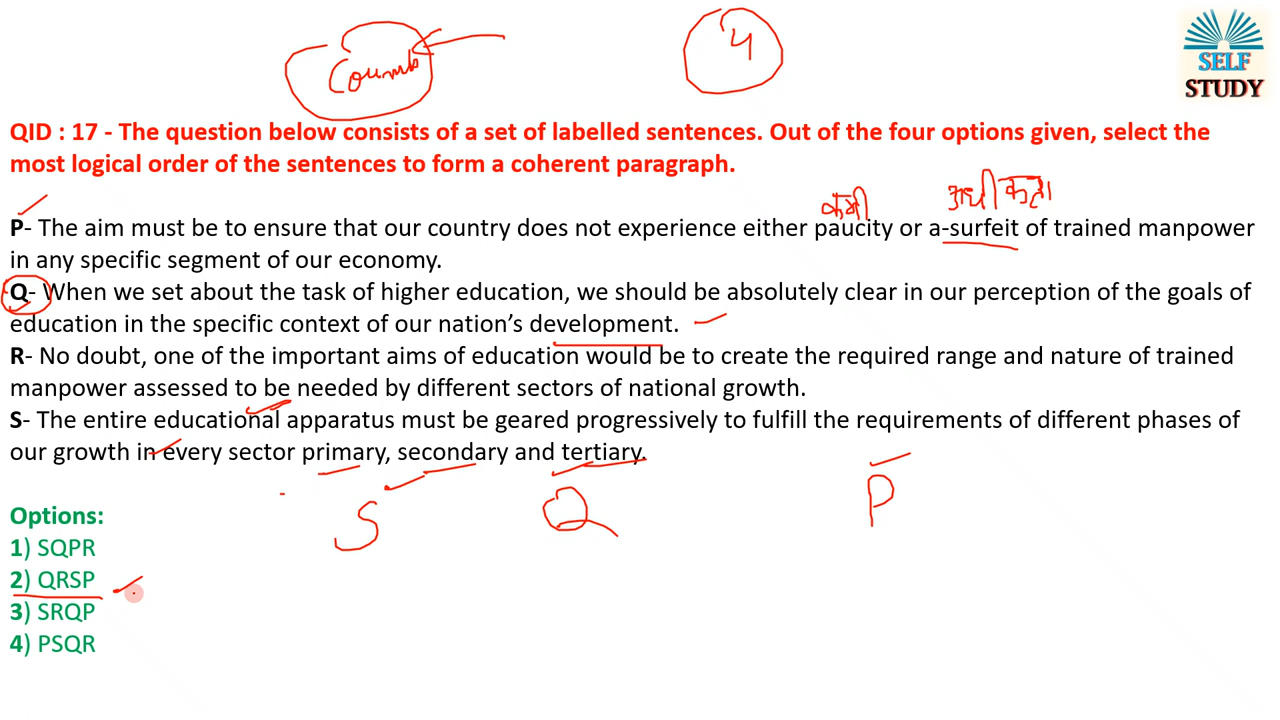 Counts
4
SELF
STUDY
QID : 17 - The question below consists of a set of labelled sentences. Out of the four options given, select the
most logical order of the sentences to form a coherent paragraph.
कमी
P- The aim must be to ensure that our country does not experience either paucity or a-surfeit of trained manpower
in any specific segment of our economy.
Q- When we set about the task of higher education, we should be absolutely clear in our perception of the goals of
education in the specific context of our nation’s development.
R- No doubt, one of the important aims of education would be to create the required range and nature of trained
manpower assessed to be needed by different sectors of national growth.
S- The entire educational apparatus must be geared progressively to fulfill the requirements of different phases of
our growth in every sector primary, secondary and tertiary.
S Q P
Options:
1) SQPR
2) QRSP
3) SRQP
4) PSQR